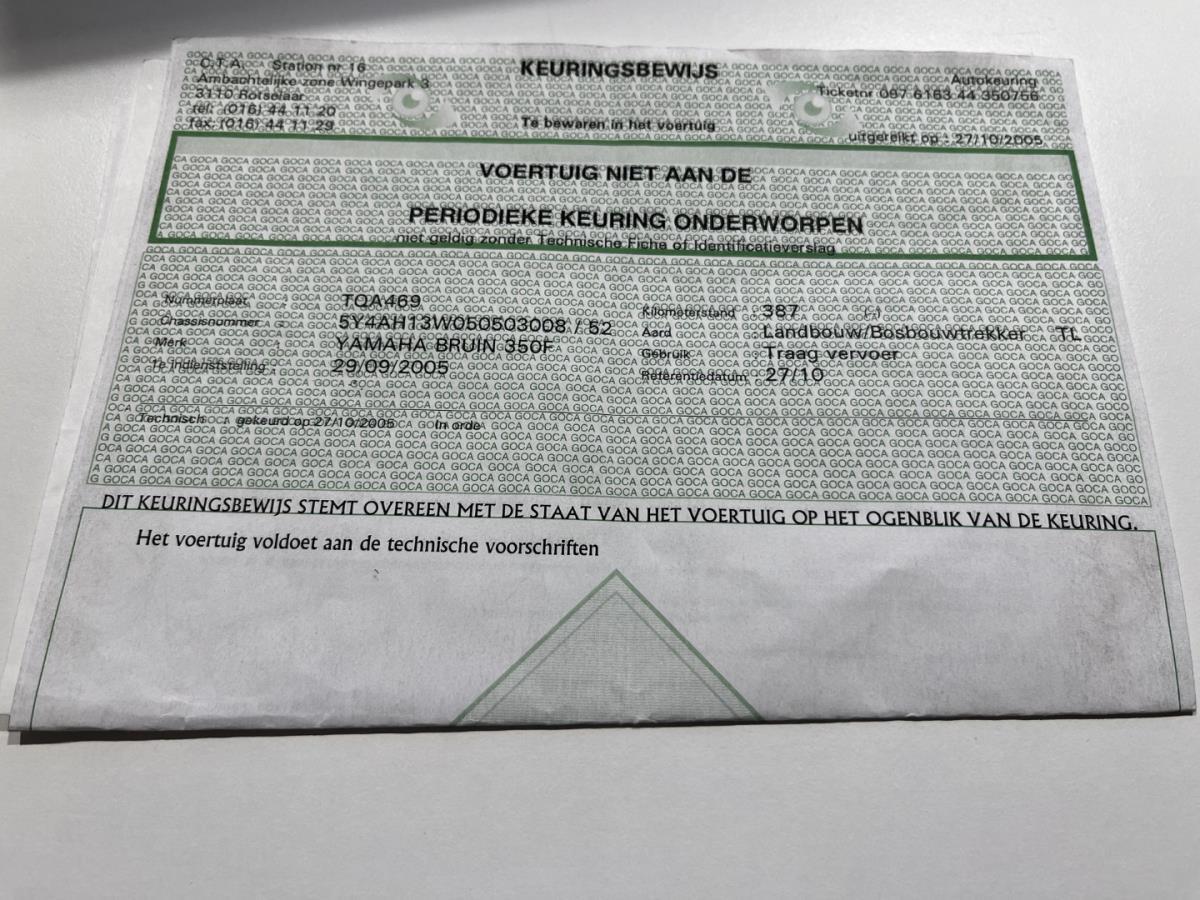 C.T.A. Station nr 16
Ambachtelijke zone Wingepark 3
3110 Rotselaar
tel. (016) 44 11 20
fax. (016) 44 11 29
KEURINGSBEWIJS
Te bewaren in het voertuig
Autokeuring
Ticketnr 067 6163 44 350756
uitgereikt op : 27/10/2005
VOERTUIG NIET AAN DE
PERIODIEKE KEURING ONDERWORPEN
niet geldig zonder Technische Fiche of Identificatieverslag
Nummerplaat : TQA469
Chassisnummer : 5Y4AH13W050503008 / 52
Merk : YAMAHA BRUIN 350F
Te Indienststelling : 29/09/2005
Kilometerstand : 387
Aard : Landbouw/Bosbouwtrekker TL
Gebruik : Traag vervoer
Referentiedatum : 27/10
Technisch gekeurd op 27/10/2005 In orde
DIT KEURINGSBEWIJS STEMT OVEREEN MET DE STAAT VAN HET VOERTUIG OP HET OGENBLIK VAN DE KEURING.
Het voertuig voldoet aan de technische voorschriften